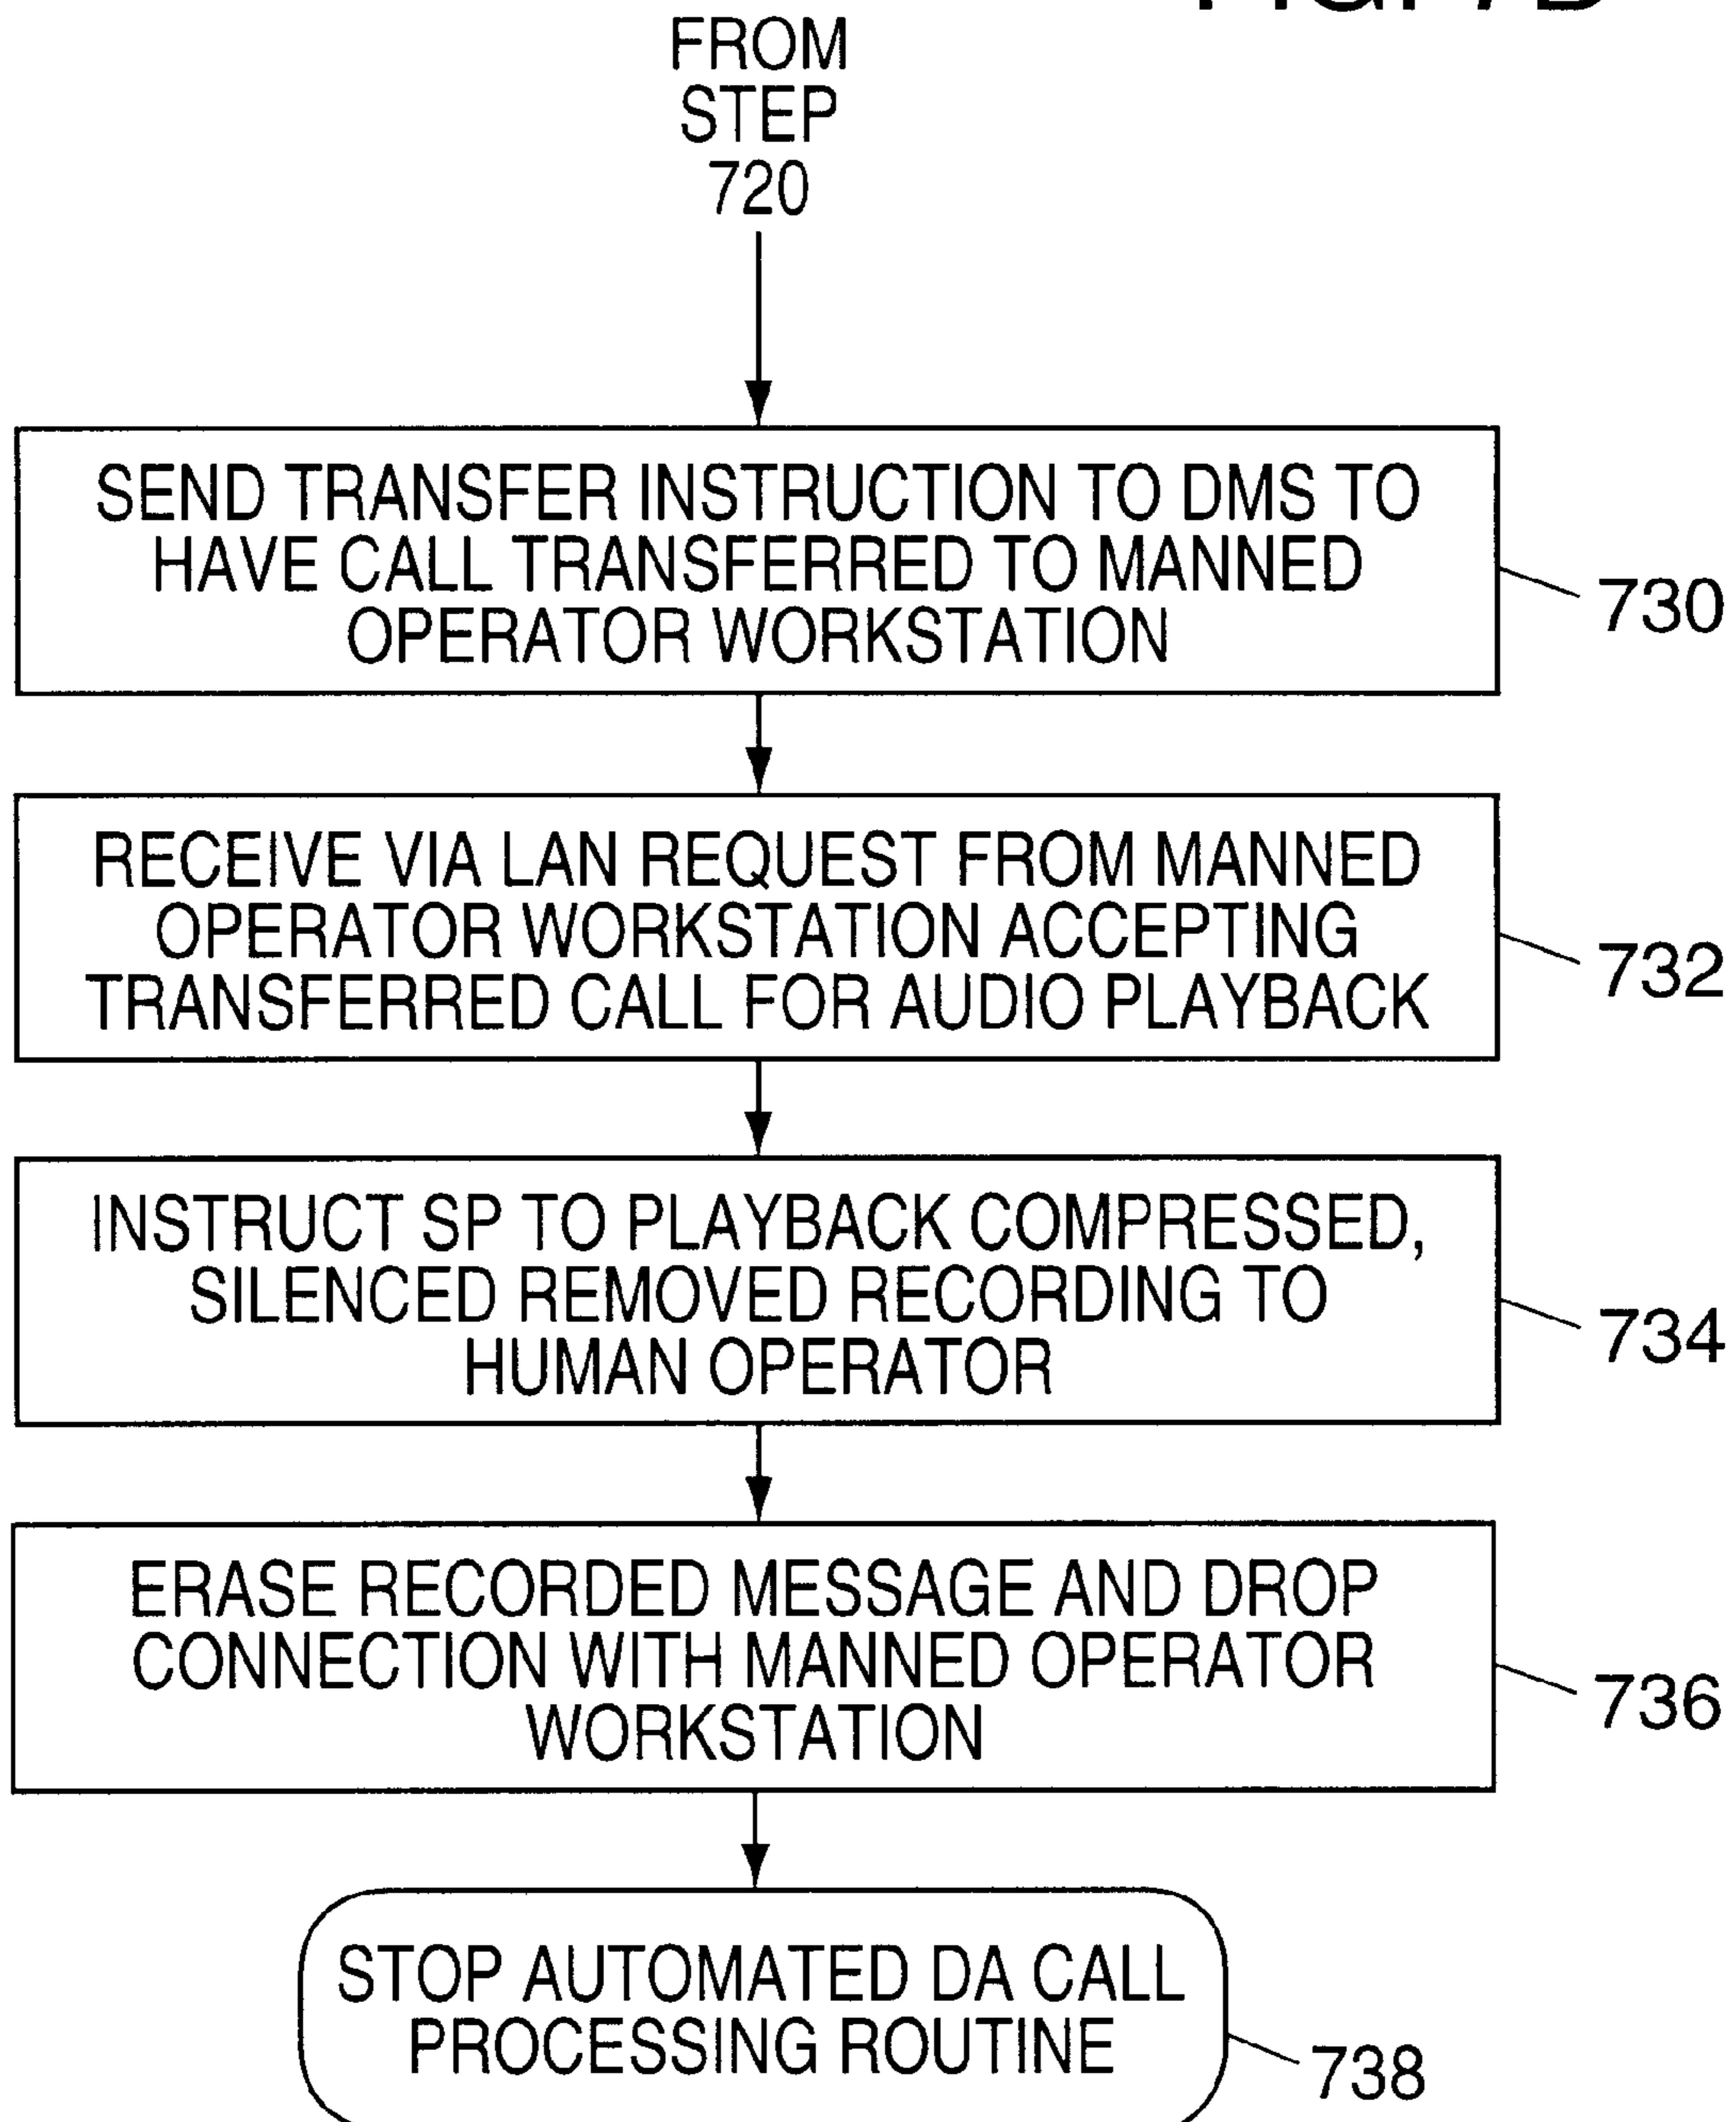 FROM
STEP
720
SEND TRANSFER INSTRUCTION TO DMS TO
HAVE CALL TRANSFERRED TO MANNED
OPERATOR WORKSTATION
730
RECEIVE VIA LAN REQUEST FROM MANNED
OPERATOR WORKSTATION ACCEPTING
TRANSFERRED CALL FOR AUDIO PLAYBACK
732
INSTRUCT SP TO PLAYBACK COMPRESSED,
SILENCED REMOVED RECORDING TO
HUMAN OPERATOR
734
ERASE RECORDED MESSAGE AND DROP
CONNECTION WITH MANNED OPERATOR
WORKSTATION
736
STOP AUTOMATED DA CALL
PROCESSING ROUTINE
738